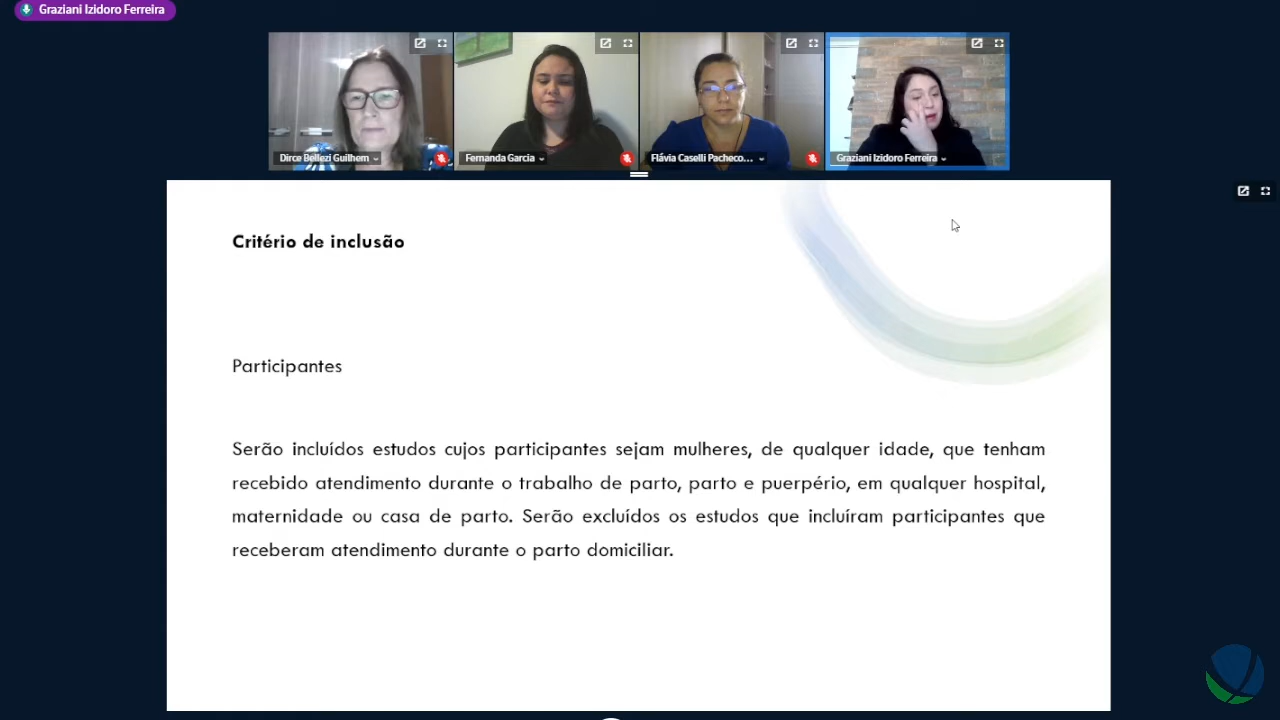 Graziani Izidoro Ferreira
Dirce Bellezi Guilhem
Fernanda Garcia
Flávia Caselli Pacheco...
Graziani Izidoro Ferreira
Critério de inclusão
Participantes
Serão incluídos estudos cujos participantes sejam mulheres, de qualquer idade, que tenham
recebido atendimento durante o trabalho de parto, parto e puerpério, em qualquer hospital,
maternidade ou casa de parto. Serão excluídos os estudos que incluíram participantes que
receberam atendimento durante o parto domiciliar.